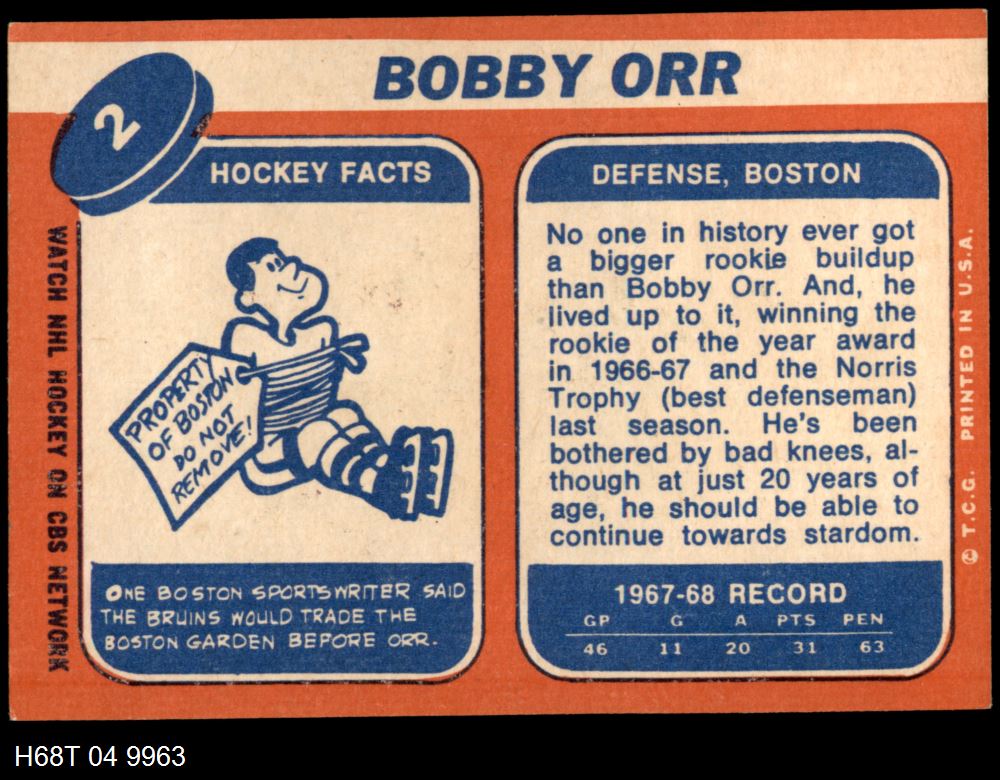 BOBBY ORR
2
HOCKEY FACTS
PROPERTY
OF BOSTON
DO NOT
REMOVE!
ONE BOSTON SPORTSWRITER SAID
THE BRUINS WOULD TRADE THE
BOSTON GARDEN BEFORE ORR.
WATCH NHL HOCKEY ON CBS NETWORK
DEFENSE, BOSTON
No one in history ever got
a bigger rookie buildup
than Bobby Orr. And, he
lived up to it, winning the
rookie of the year award
in 1966-67 and the Norris
Trophy (best defenseman)
last season. He's been
bothered by bad knees, al-
though at just 20 years of
age, he should be able to
continue towards stardom.
1967-68 RECORD
GP G A PTS PEN
46 11 20 31 63
© T.C.G. PRINTED IN U.S.A.
H68T 04 9963